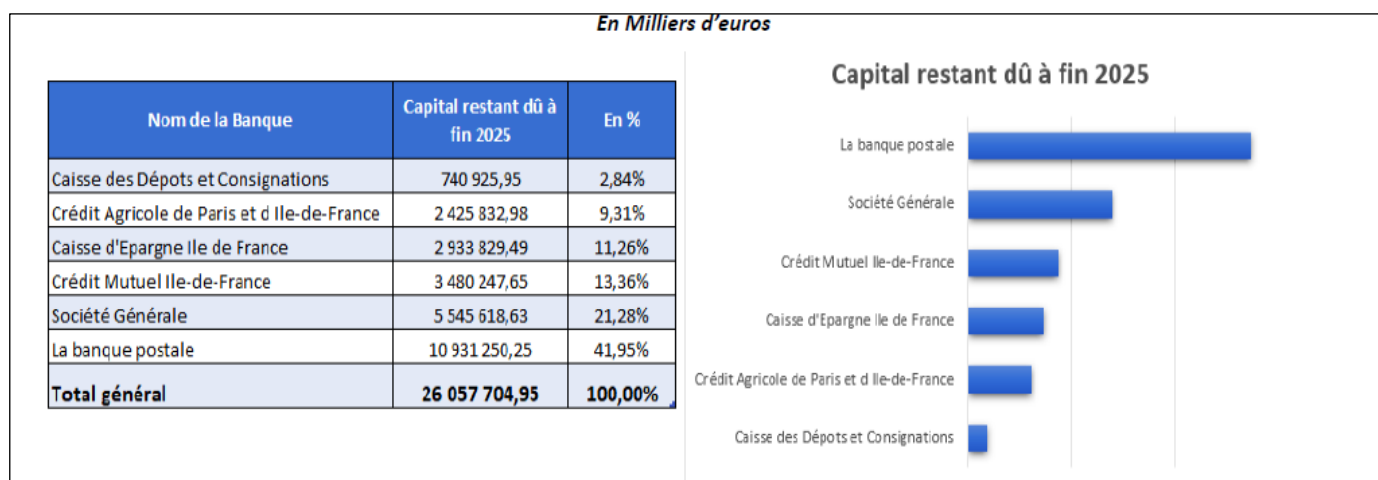 En Milliers d'euros
Nom de la Banque
Capital restant dû à
fin 2025
En %
Caisse des Dépots et Consignations 740 925,95 2,84%
Crédit Agricole de Paris et d Ile-de-France 2 425 832,98 9,31%
Caisse d'Epargne Ile de France 2 933 829,49 11,26%
Crédit Mutuel Ile-de-France 3 480 247,65 13,36%
Société Générale 5 545 618,63 21,28%
La banque postale 10 931 250,25 41,95%
Total général 26 057 704,95 100,00%
Capital restant dû à fin 2025
La banque postale
Société Générale
Crédit Mutuel Ile-de-France
Caisse d'Epargne Ile de France
Crédit Agricole de Paris et d Ile-de-France
Caisse des Dépots et Consignations